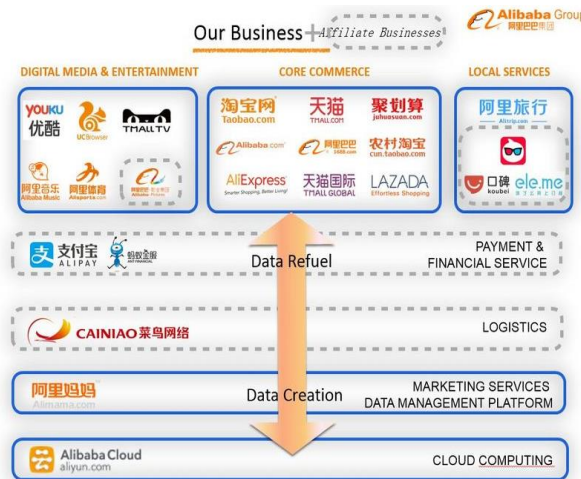 Our Business + Affiliate Businesses
Alibaba Group
阿里巴巴集团
DIGITAL MEDIA & ENTERTAINMENT
CORE COMMERCE
LOCAL SERVICES
YOUKU
优酷
UCBrowser
TMALL TV
阿里音乐
Alibaba Music
阿里体育
Alisports.com
淘宝网
Taobao.com
天猫
TMALL.COM
聚划算
juhuasuan.com
Alibaba.com
阿里巴巴
1688.com
农村淘宝
cun.taobao.com
AliExpress
Smarter Shopping, Better Living!
天猫国际
TMALL GLOBAL
LAZADA
Effortless Shopping
阿里旅行
Alitrip.com
口碑
koubei
ele.me
支付宝
ALIPAY
蚂蚁金服
ANT FINANCIAL
Data Refuel
PAYMENT &
FINANCIAL SERVICE
CAINIAO 菜鸟网络
LOGISTICS
阿里妈妈
Alimama.com
Data Creation
MARKETING SERVICES
DATA MANAGEMENT PLATFORM
Alibaba Cloud
aliyun.com
CLOUD COMPUTING